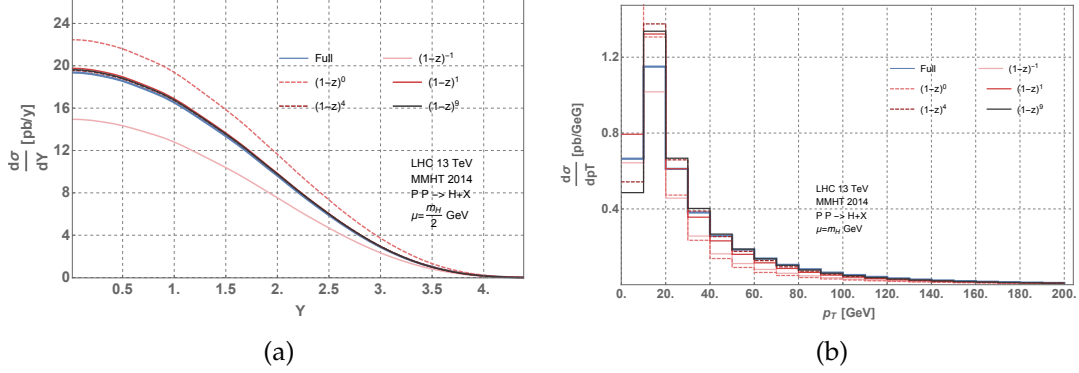 (a)
dσ/dY [pb/y]
24
20
16
12
8
4
0
Full
(1-z)⁻¹
(1-z)⁰
(1-z)¹
(1-z)⁴
(1-z)⁹
LHC 13 TeV
MMHT 2014
P P -> H+X
μ=m_H/2 GeV
0.5 1. 1.5 2. 2.5 3. 3.5 4.
Y
(b)
dσ/dpT [pb/GeG]
1.2
0.8
0.4
Full
(1-z)⁻¹
(1-z)⁰
(1-z)¹
(1-z)⁴
(1-z)⁹
LHC 13 TeV
MMHT 2014
P P -> H+X
μ=m_H GeV
0. 20. 40. 60. 80. 100. 120. 140. 160. 180. 200.
p_T [GeV]